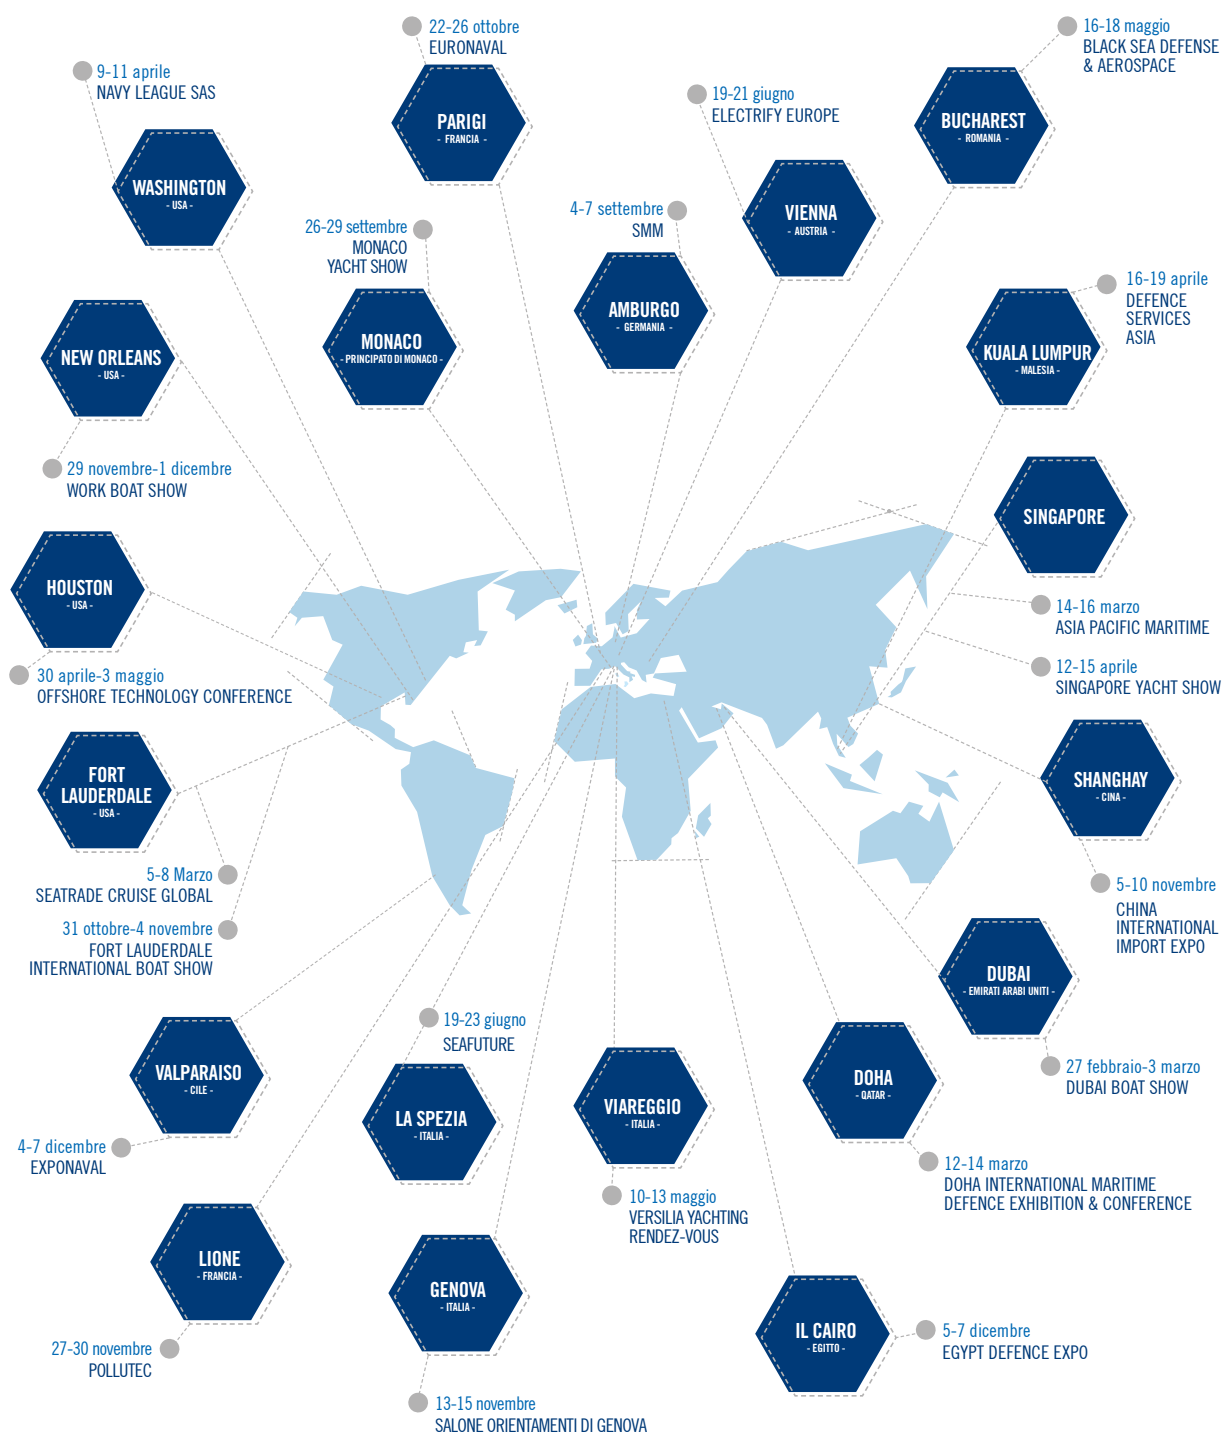 22-26 ottobre
EURONAVAL
PARIGI
- FRANCIA -
16-18 maggio
BLACK SEA DEFENSE
& AEROSPACE
BUCHAREST
- ROMANIA -
9-11 aprile
NAVY LEAGUE SAS
WASHINGTON
- USA -
19-21 giugno
ELECTRIFY EUROPE
VIENNA
- AUSTRIA -
26-29 settembre
MONACO
YACHT SHOW
MONACO
- PRINCIPATO DI MONACO -
4-7 settembre
SMM
AMBURGO
- GERMANIA -
16-19 aprile
DEFENCE
SERVICES
ASIA
KUALA LUMPUR
- MALESIA -
NEW ORLEANS
- USA -
29 novembre-1 dicembre
WORK BOAT SHOW
SINGAPORE
14-16 marzo
ASIA PACIFIC MARITIME
12-15 aprile
SINGAPORE YACHT SHOW
HOUSTON
- USA -
30 aprile-3 maggio
OFFSHORE TECHNOLOGY CONFERENCE
FORT
LAUDERDALE
- USA -
5-8 Marzo
SEATRADE CRUISE GLOBAL
31 ottobre-4 novembre
FORT LAUDERDALE
INTERNATIONAL BOAT SHOW
SHANGHAY
- CINA -
5-10 novembre
CHINA
INTERNATIONAL
IMPORT EXPO
DUBAI
- EMIRATI ARABI UNITI -
27 febbraio-3 marzo
DUBAI BOAT SHOW
VALPARAISO
- CILE -
4-7 dicembre
EXPONAVAL
19-23 giugno
SEAFUTURE
LA SPEZIA
- ITALIA -
VIAREGGIO
- ITALIA -
10-13 maggio
VERSILIA YACHTING
RENDEZ-VOUS
DOHA
- QATAR -
12-14 marzo
DOHA INTERNATIONAL MARITIME
DEFENCE EXHIBITION & CONFERENCE
LIONE
- FRANCIA -
27-30 novembre
POLLUTEC
GENOVA
- ITALIA -
13-15 novembre
SALONE ORIENTAMENTI DI GENOVA
IL CAIRO
- EGITTO -
5-7 dicembre
EGYPT DEFENCE EXPO